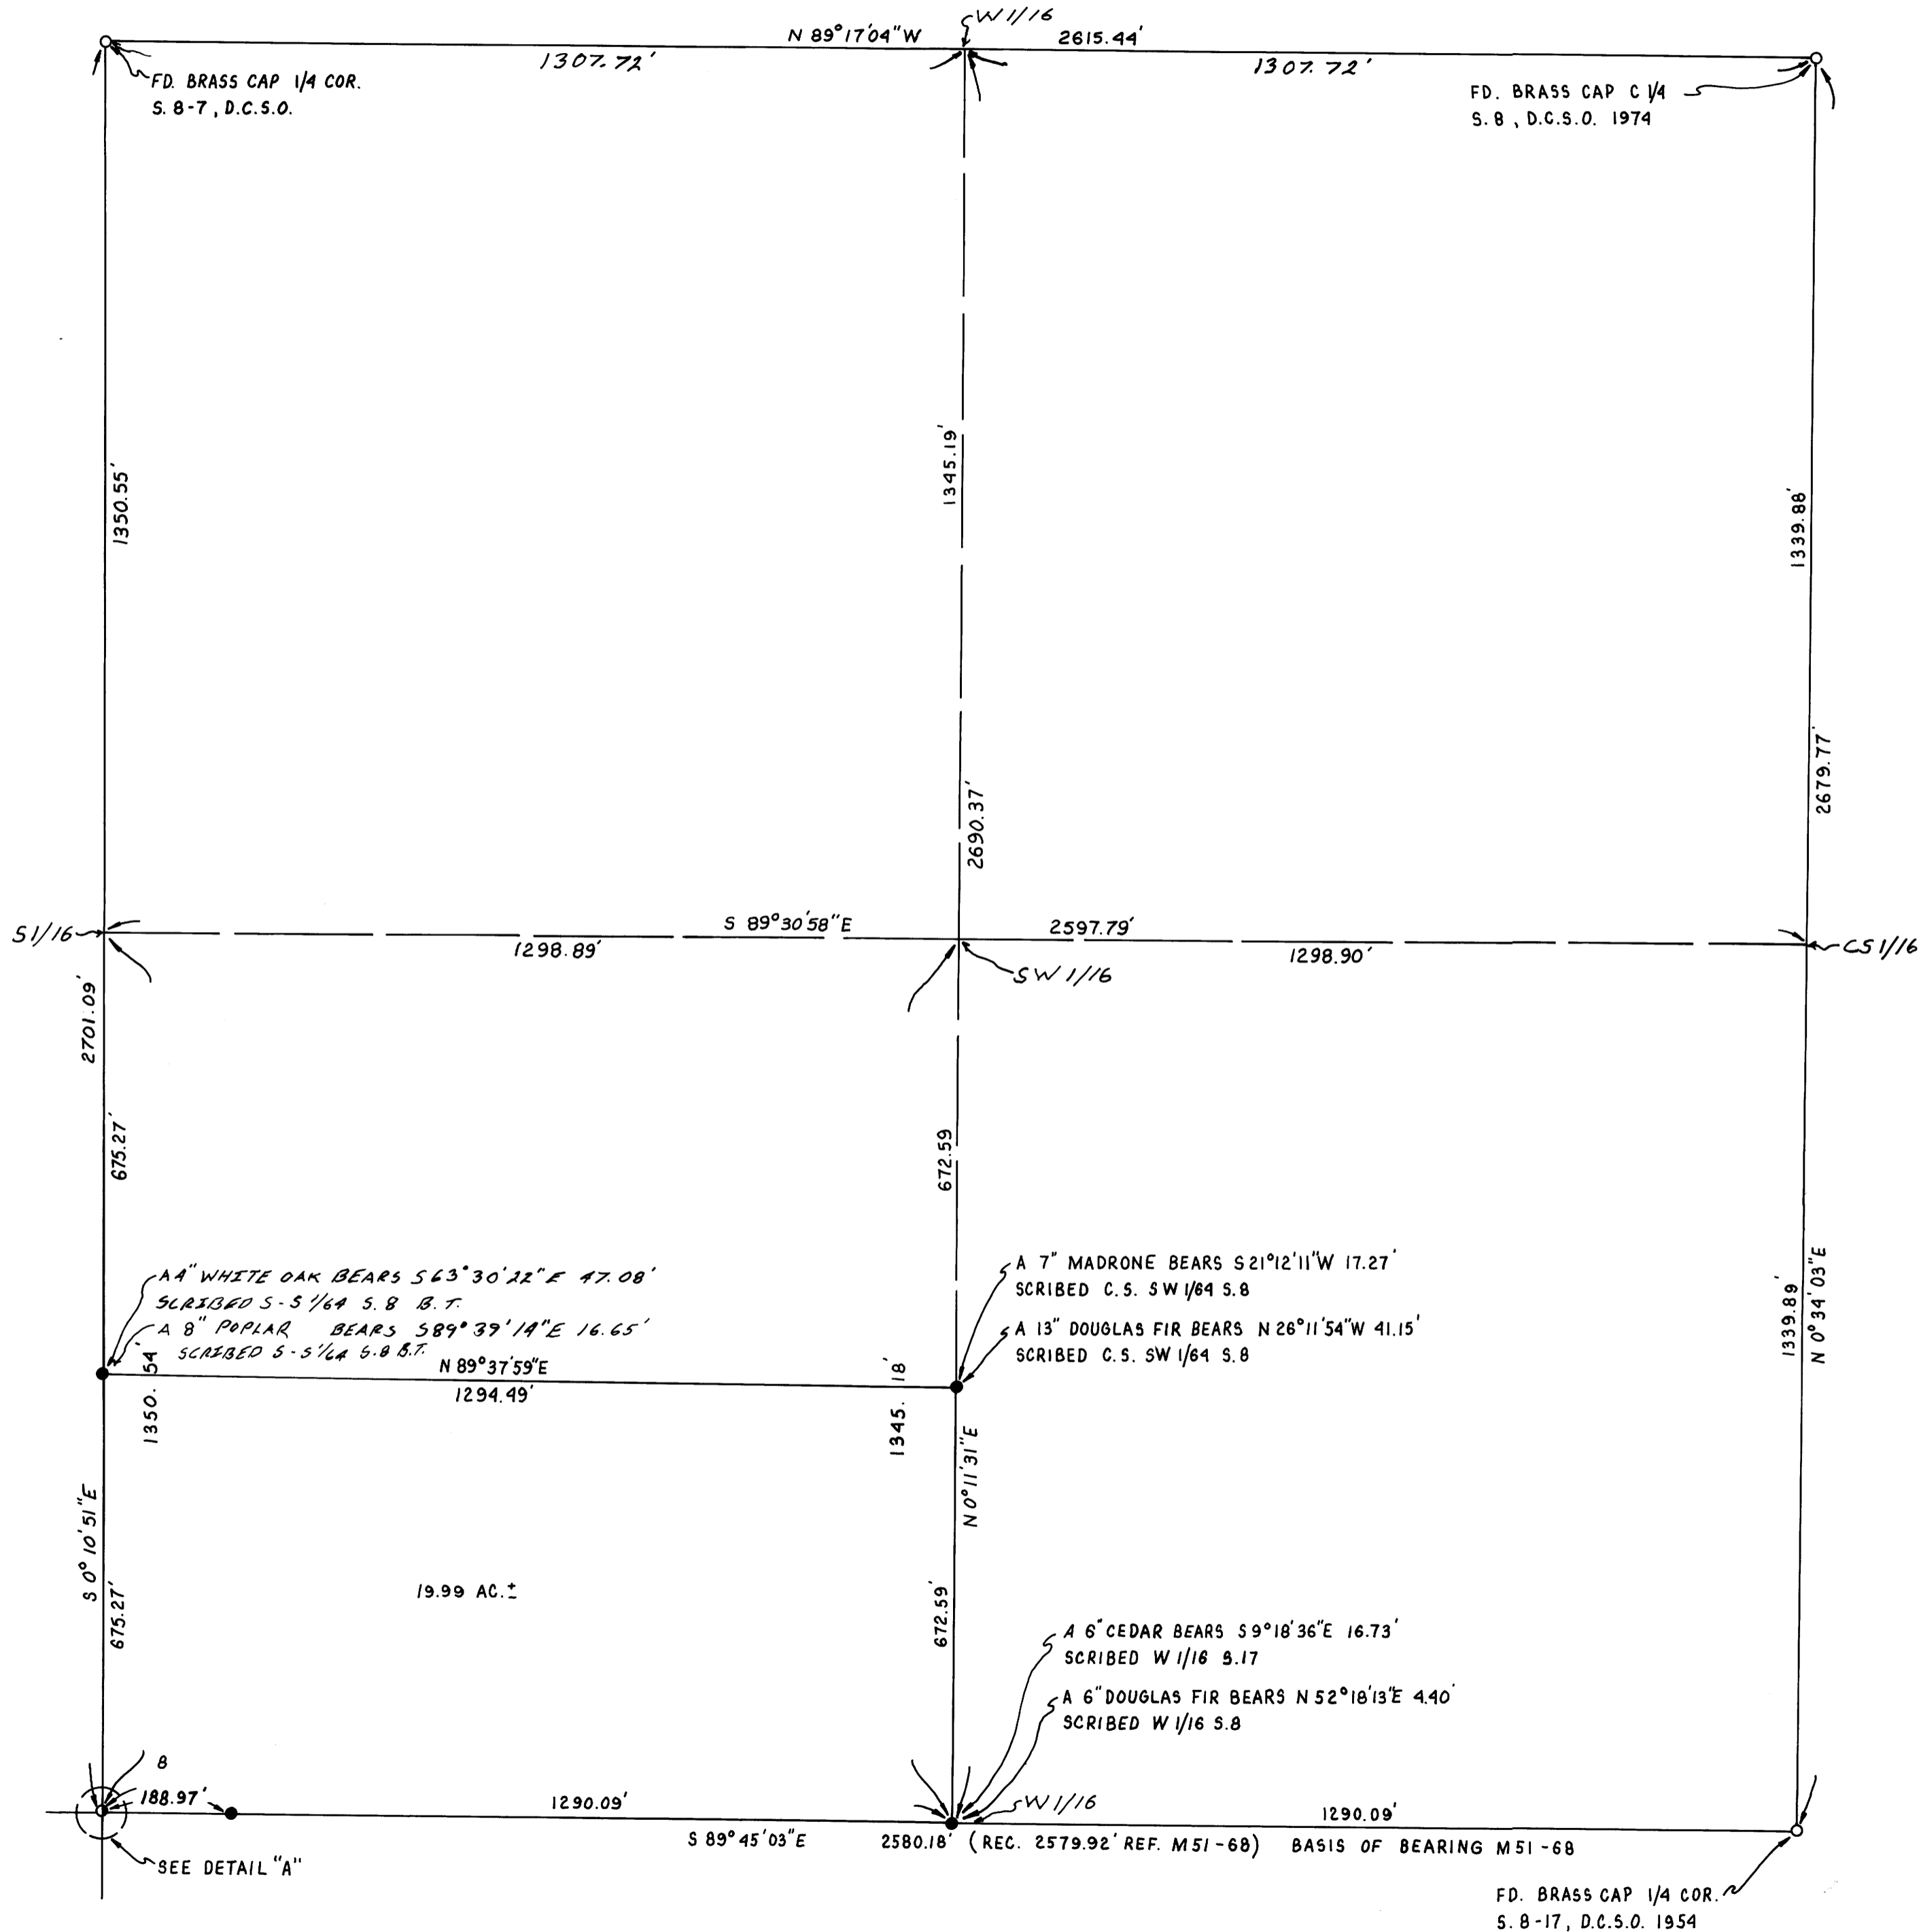 W 1/16
N 89°17'04"W 2615.44'
1307.72' 1307.72'
FD. BRASS CAP 1/4 COR.
S. 8-7, D.C.S.O.
FD. BRASS CAP C 1/4
S. 8, D.C.S.O. 1974
1350.55'
1345.19'
1339.88'
2679.77'
2690.37'
S 1/16
S 89°30'58"E 2597.79'
1298.89' 1298.90'
CS 1/16
SW 1/16
2701.09'
675.27'
672.59
A 4" WHITE OAK BEARS S63°30'22"E 47.08'
SCRIBED S-S 1/64 S. 8 B.T.
A 8" POPLAR BEARS S89°39'14"E 16.65'
SCRIBED S-S 1/64 S.8 B.T.
A 7" MADRONE BEARS S21°12'11"W 17.27'
SCRIBED C.S. SW 1/64 S.8
A 13" DOUGLAS FIR BEARS N 26°11'54"W 41.15'
SCRIBED C.S. SW 1/64 S.8
N 89°37'59"E
1294.49'
1350.54'
1345.18'
1339.89'
N 0°34'03"E
N 0°11'31"E
S 0°10'51"E
675.27'
19.99 AC.±
672.59'
A 6" CEDAR BEARS S9°18'36"E 16.73'
SCRIBED W 1/16 S.17
A 6" DOUGLAS FIR BEARS N 52°18'13"E 4.40'
SCRIBED W 1/16 S.8
8
188.97'
1290.09'
W 1/16
1290.09'
S 89°45'03"E 2580.18' (REC. 2579.92' REF. M51-68) BASIS OF BEARING M51-68
SEE DETAIL "A"
FD. BRASS CAP 1/4 COR.
S. 8-17, D.C.S.O. 1954